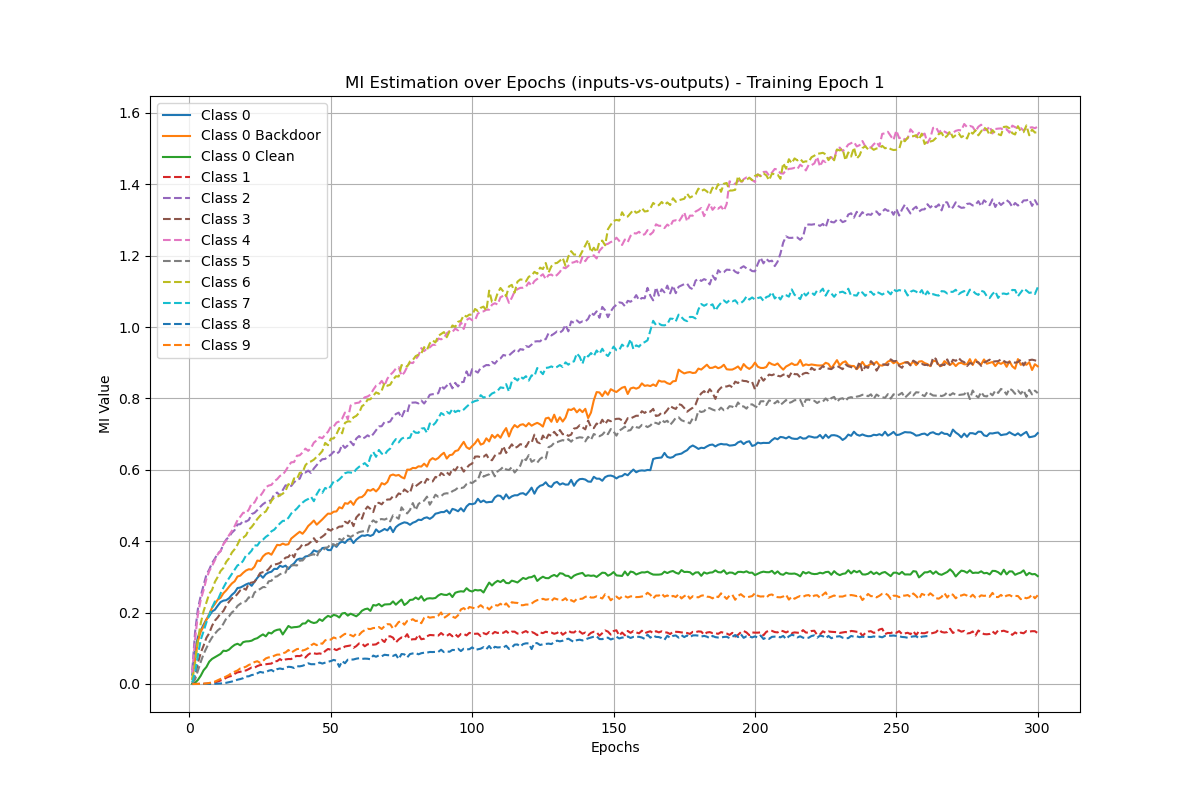 MI Estimation over Epochs (inputs-vs-outputs) - Training Epoch 1
1.6
1.4
1.2
1.0
0.8
0.6
0.4
0.2
0.0
MI Value
Class 0
Class 0 Backdoor
Class 0 Clean
Class 1
Class 2
Class 3
Class 4
Class 5
Class 6
Class 7
Class 8
Class 9
0 50 100 150 200 250 300
Epochs